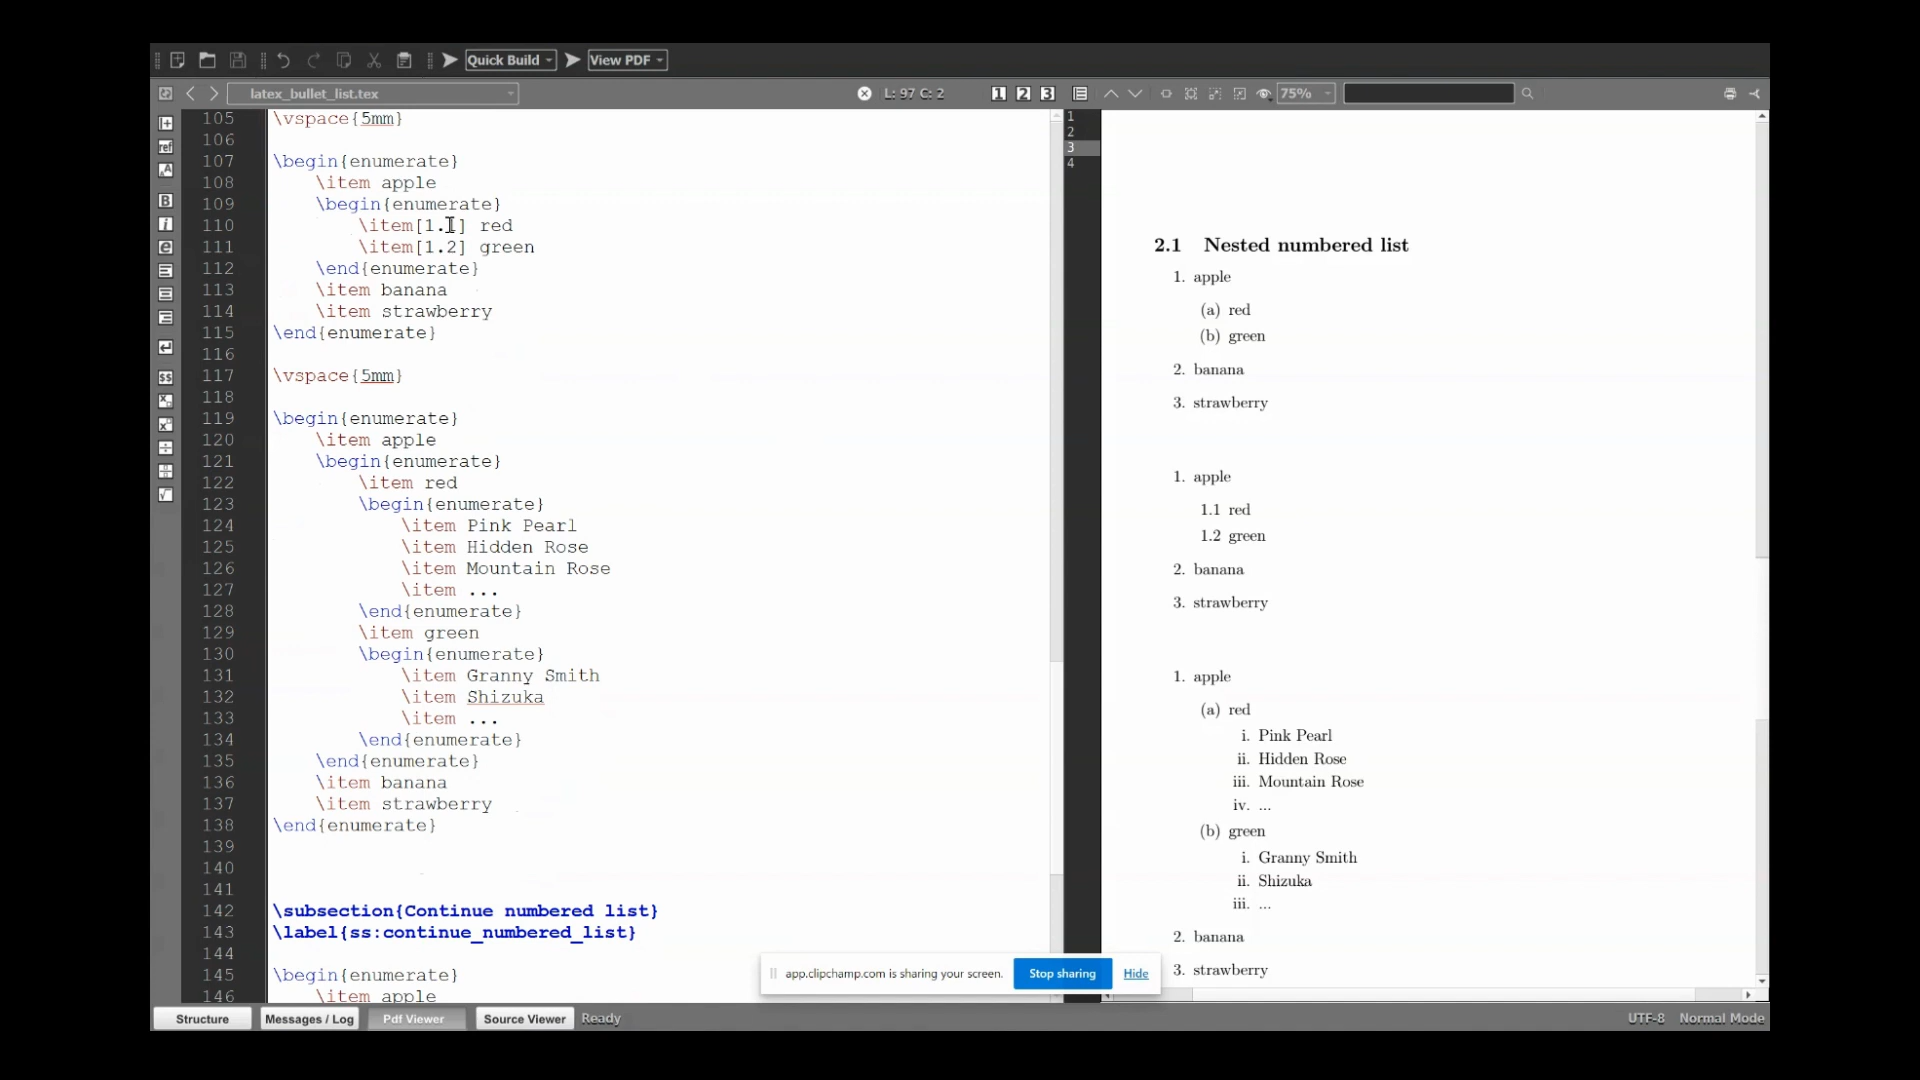 Quick Build
View PDF
latex_bullet_list.tex
L: 97 C: 2
1 2 3
75%
105 \vspace{5mm}
106
107 \begin{enumerate}
108 \item apple
109 \begin{enumerate}
110 \item[1.1] red
111 \item[1.2] green
112 \end{enumerate}
113 \item banana
114 \item strawberry
115 \end{enumerate}
116
117 \vspace{5mm}
118
119 \begin{enumerate}
120 \item apple
121 \begin{enumerate}
122 \item red
123 \begin{enumerate}
124 \item Pink Pearl
125 \item Hidden Rose
126 \item Mountain Rose
127 \item ...
128 \end{enumerate}
129 \item green
130 \begin{enumerate}
131 \item Granny Smith
132 \item Shizuka
133 \item ...
134 \end{enumerate}
135 \end{enumerate}
136 \item banana
137 \item strawberry
138 \end{enumerate}
139
140
141
142 \subsection{Continue numbered list}
143 \label{ss:continue_numbered_list}
144
145 \begin{enumerate}
146 \item apple
1
2
3
4
2.1 Nested numbered list
1. apple
(a) red
(b) green
2. banana
3. strawberry
1. apple
1.1 red
1.2 green
2. banana
3. strawberry
1. apple
(a) red
i. Pink Pearl
ii. Hidden Rose
iii. Mountain Rose
iv. ...
(b) green
i. Granny Smith
ii. Shizuka
iii. ...
2. banana
3. strawberry
app.clipchamp.com is sharing your screen.
Stop sharing
Hide
Structure
Messages / Log
Pdf Viewer
Source Viewer
Ready
UTF-8
Normal Mode